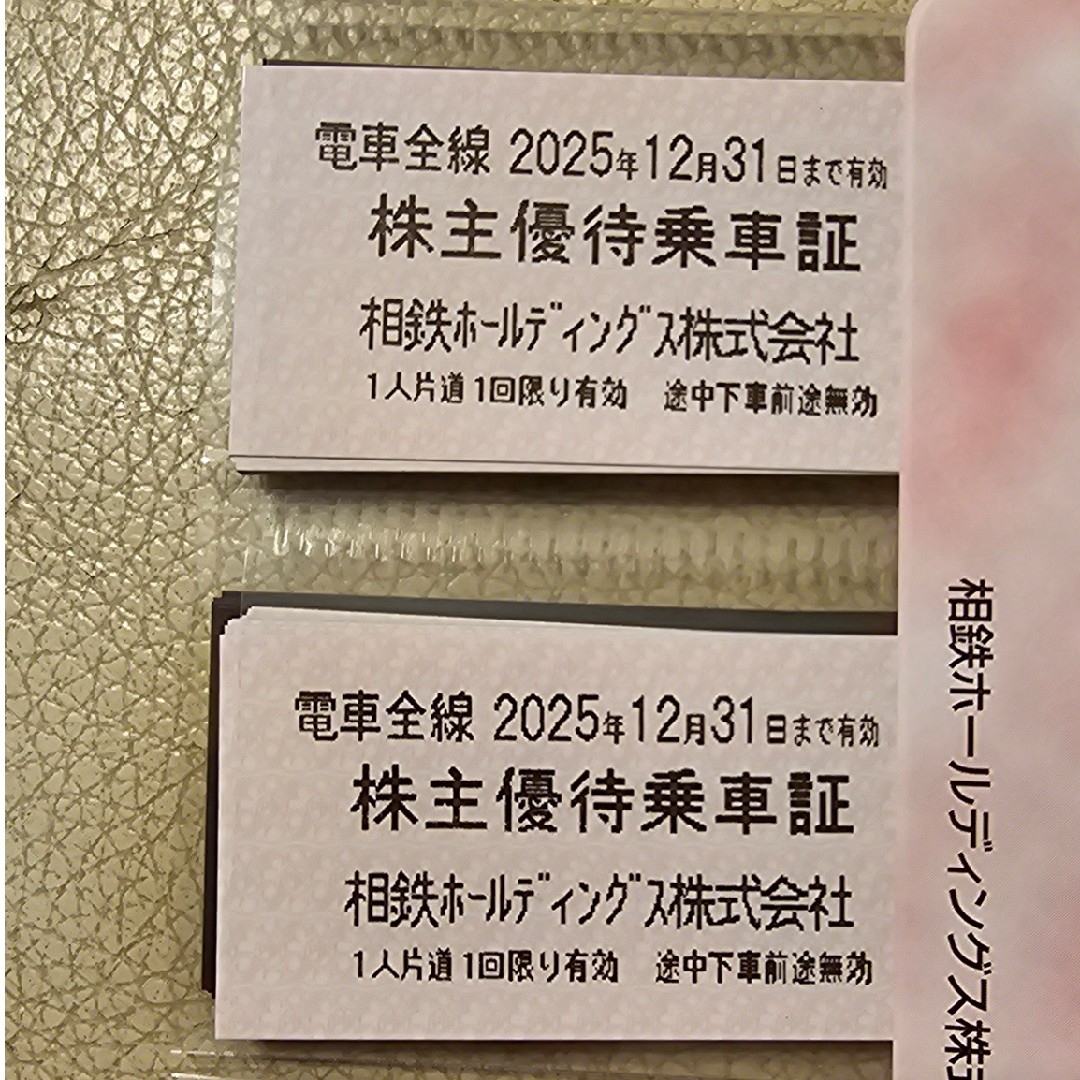 電車全線 2025年12月31日まで有効
株主優待乗車証
相鉄ホールディングス株式会社
1人片道1回限り有効　途中下車前途無効
電車全線 2025年12月31日まで有効
株主優待乗車証
相鉄ホールディングス株式会社
1人片道1回限り有効　途中下車前途無効
相鉄ホールディングス株式